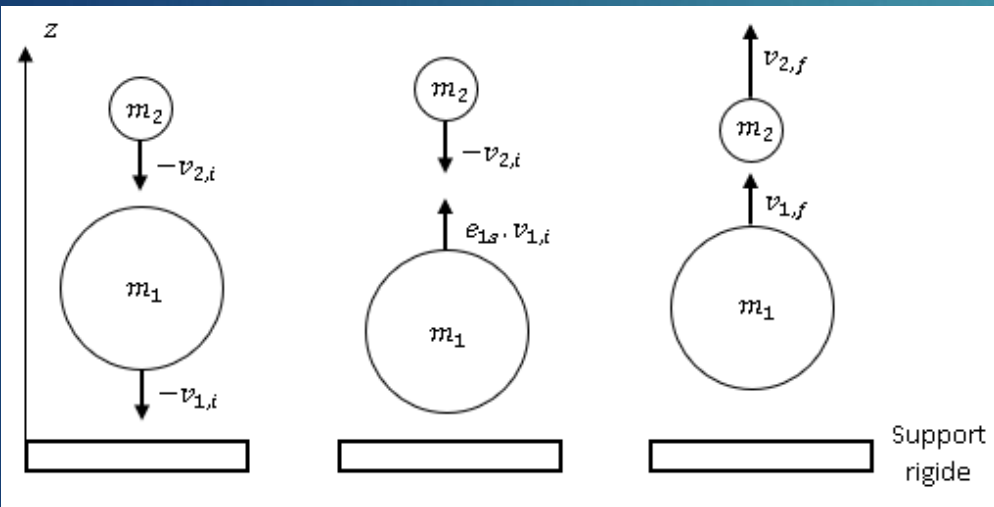 z
m₂
−v₂,ᵢ
m₁
−v₁,ᵢ
m₂
−v₂,ᵢ
e₁ₛ.v₁,ᵢ
m₁
v₂,f
m₂
v₁,f
m₁
Support
rigide